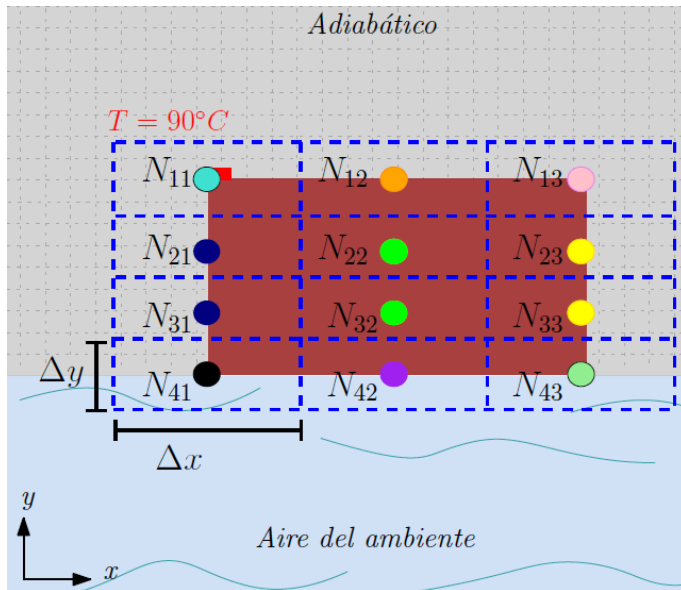 Adiabático
T = 90°C
N₁₁ N₁₂ N₁₃
N₂₁ N₂₂ N₂₃
N₃₁ N₃₂ N₃₃
Δy
N₄₁ N₄₂ N₄₃
Δx
y
Aire del ambiente
x